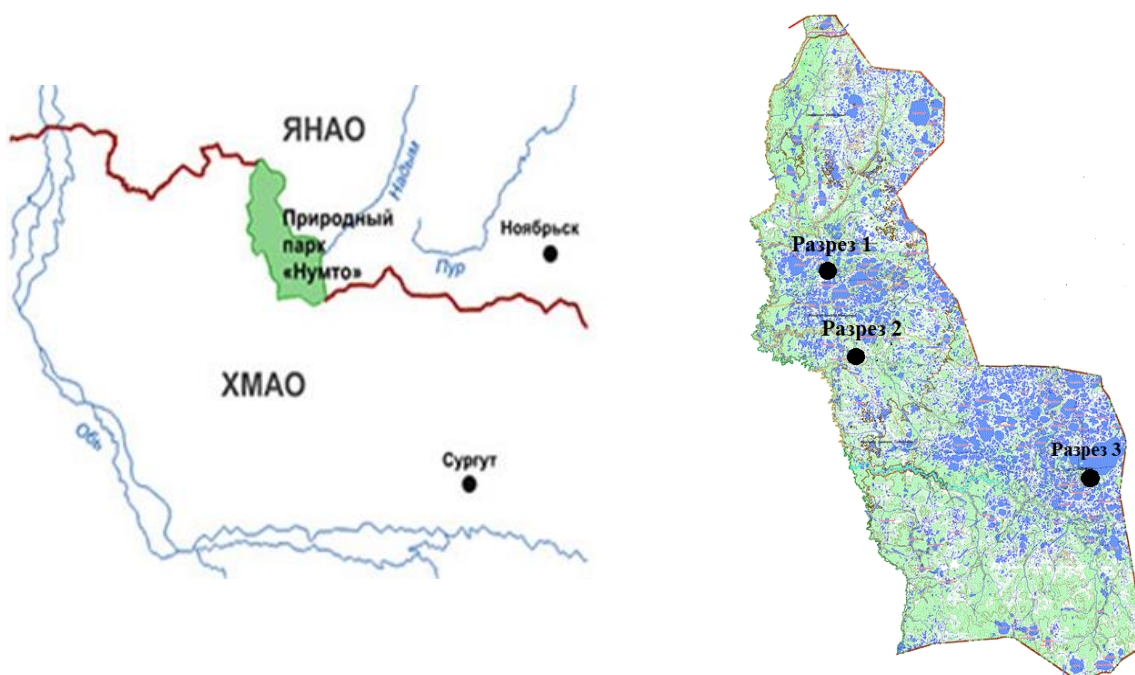 ЯНАО
Надым
Природный
парк
«Нумто»
Ноябрьск
Пур
ХМАО
Обь
Сургут
Разрез 1
Разрез 2
Разрез 3